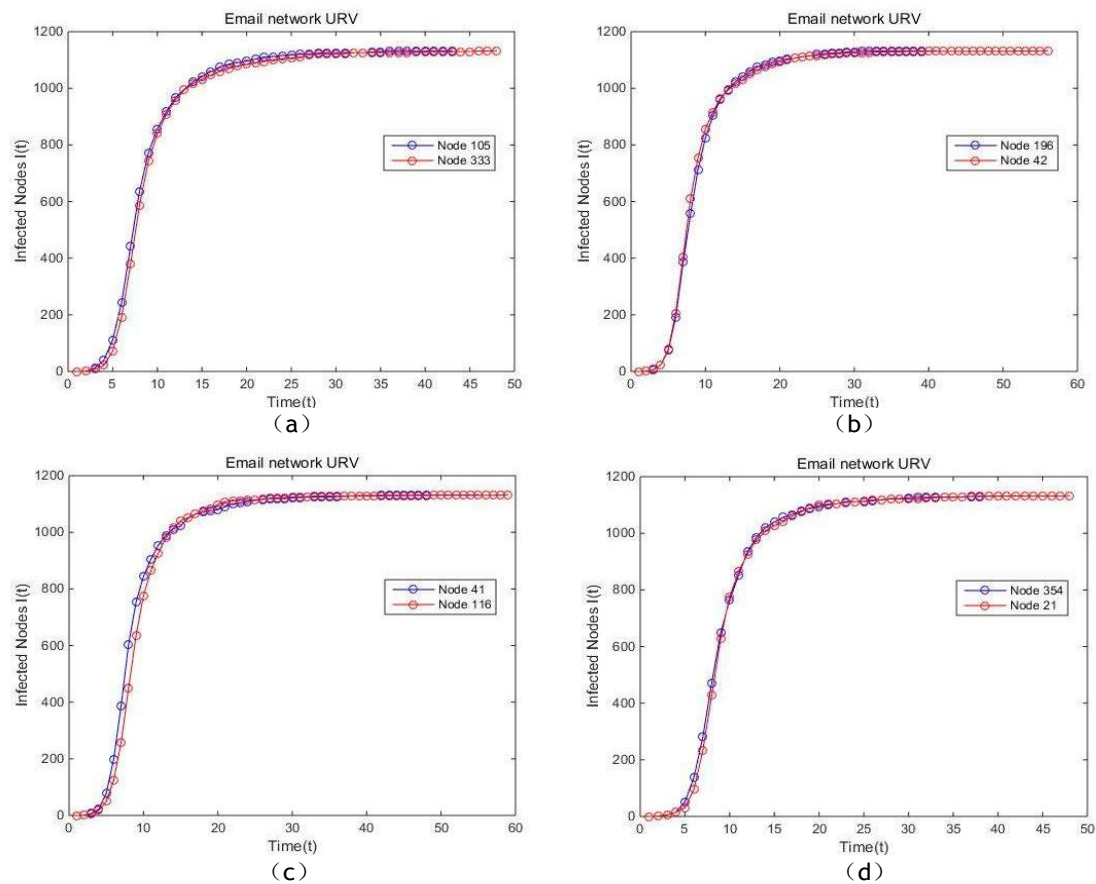 Email network URV
1200
1000
800
600
400
200
0
Infected Nodes I(t)
Node 105
Node 333
0 5 10 15 20 25 30 35 40 45 50
Time(t)
（a）
Email network URV
1200
1000
800
600
400
200
0
Infected Nodes I(t)
Node 196
Node 42
0 10 20 30 40 50 60
Time(t)
（b）
Email network URV
1200
1000
800
600
400
200
0
Infected Nodes I(t)
Node 41
Node 116
0 10 20 30 40 50 60
Time(t)
（c）
Email network URV
1200
1000
800
600
400
200
0
Infected Nodes I(t)
Node 354
Node 21
0 5 10 15 20 25 30 35 40 45 50
Time(t)
（d）